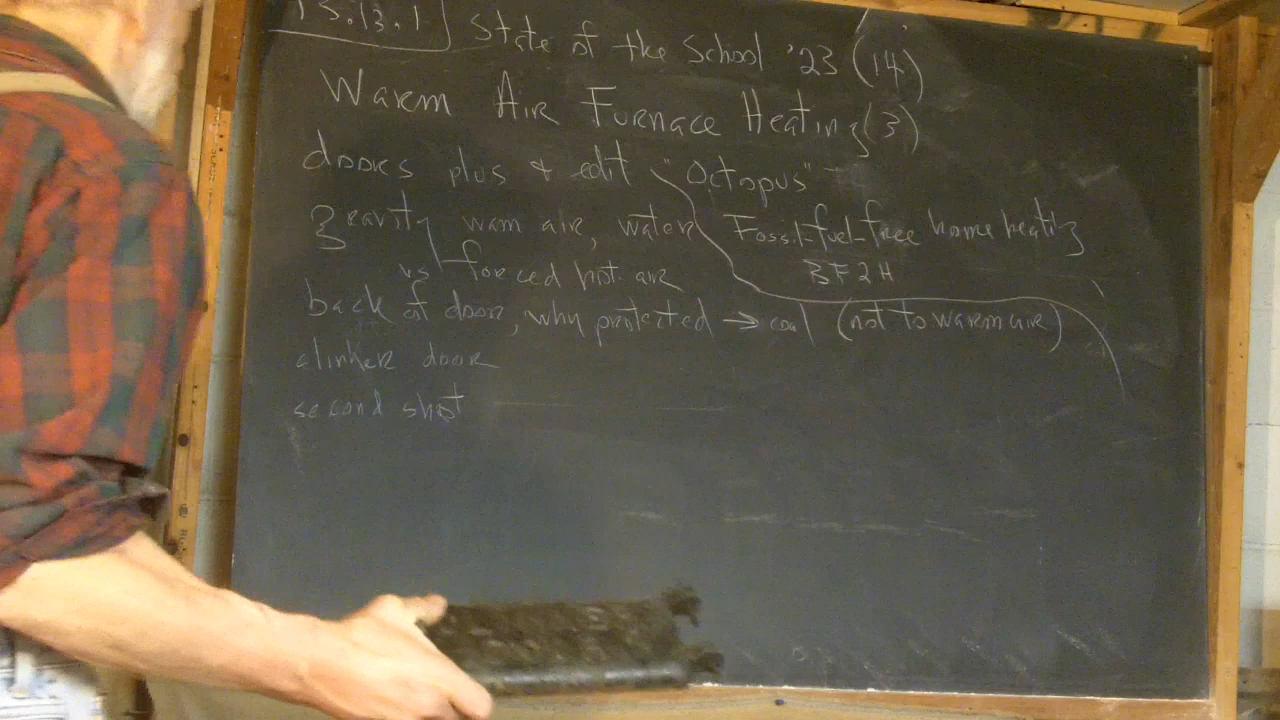 15.13.1] State of the School '23 (14)
Warm Air Furnace Heating (3)
doors plus & edit "Octopus"
gravity warm air, water Fossil-fuel-free home heating
vs forced hot air BF2H
back of door, why protected → coal (not to warm air)
clinker door
second shot